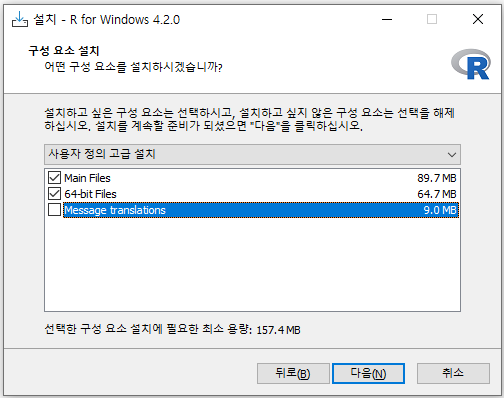 설치 - R for Windows 4.2.0
구성 요소 설치
어떤 구성 요소를 설치하시겠습니까?
R
설치하고 싶은 구성 요소는 선택하시고, 설치하고 싶지 않은 구성 요소는 선택을 해제
하십시오. 설치를 계속할 준비가 되셨으면 "다음"을 클릭하십시오.
사용자 정의 고급 설치
Main Files 89.7 MB
64-bit Files 64.7 MB
Message translations 9.0 MB
선택한 구성 요소 설치에 필요한 최소 용량: 157.4 MB
뒤로(B) 다음(N) 취소